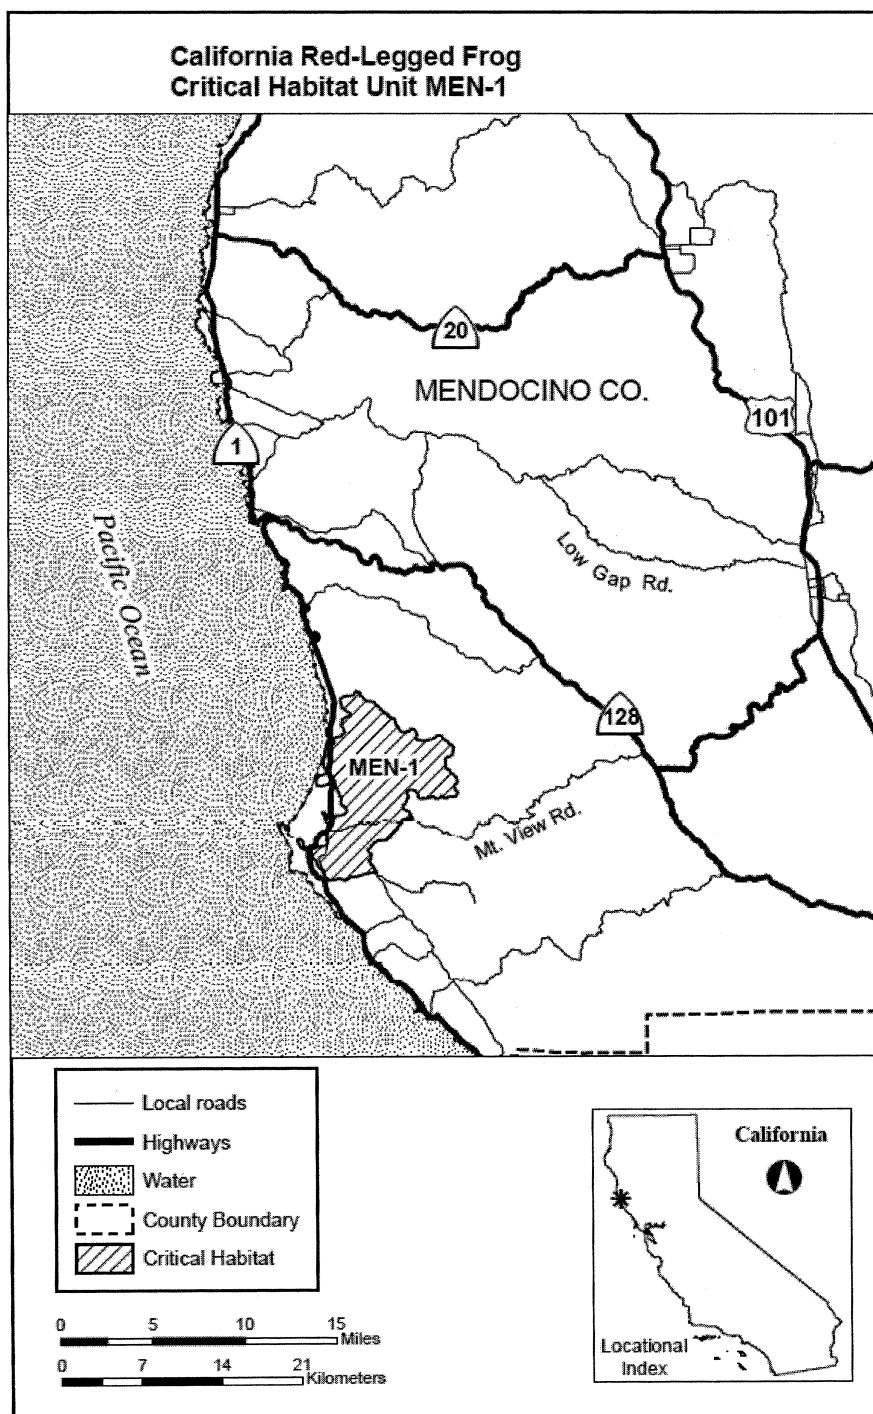 California Red-Legged Frog
Critical Habitat Unit MEN-1
20
MENDOCINO CO.
101
1
Pacific Ocean
Low Gap Rd.
128
MEN-1
Mt. View Rd.
Local roads
Highways
Water
County Boundary
Critical Habitat
California
Locational
Index
0 5 10 15
Miles
0 7 14 21
Kilometers